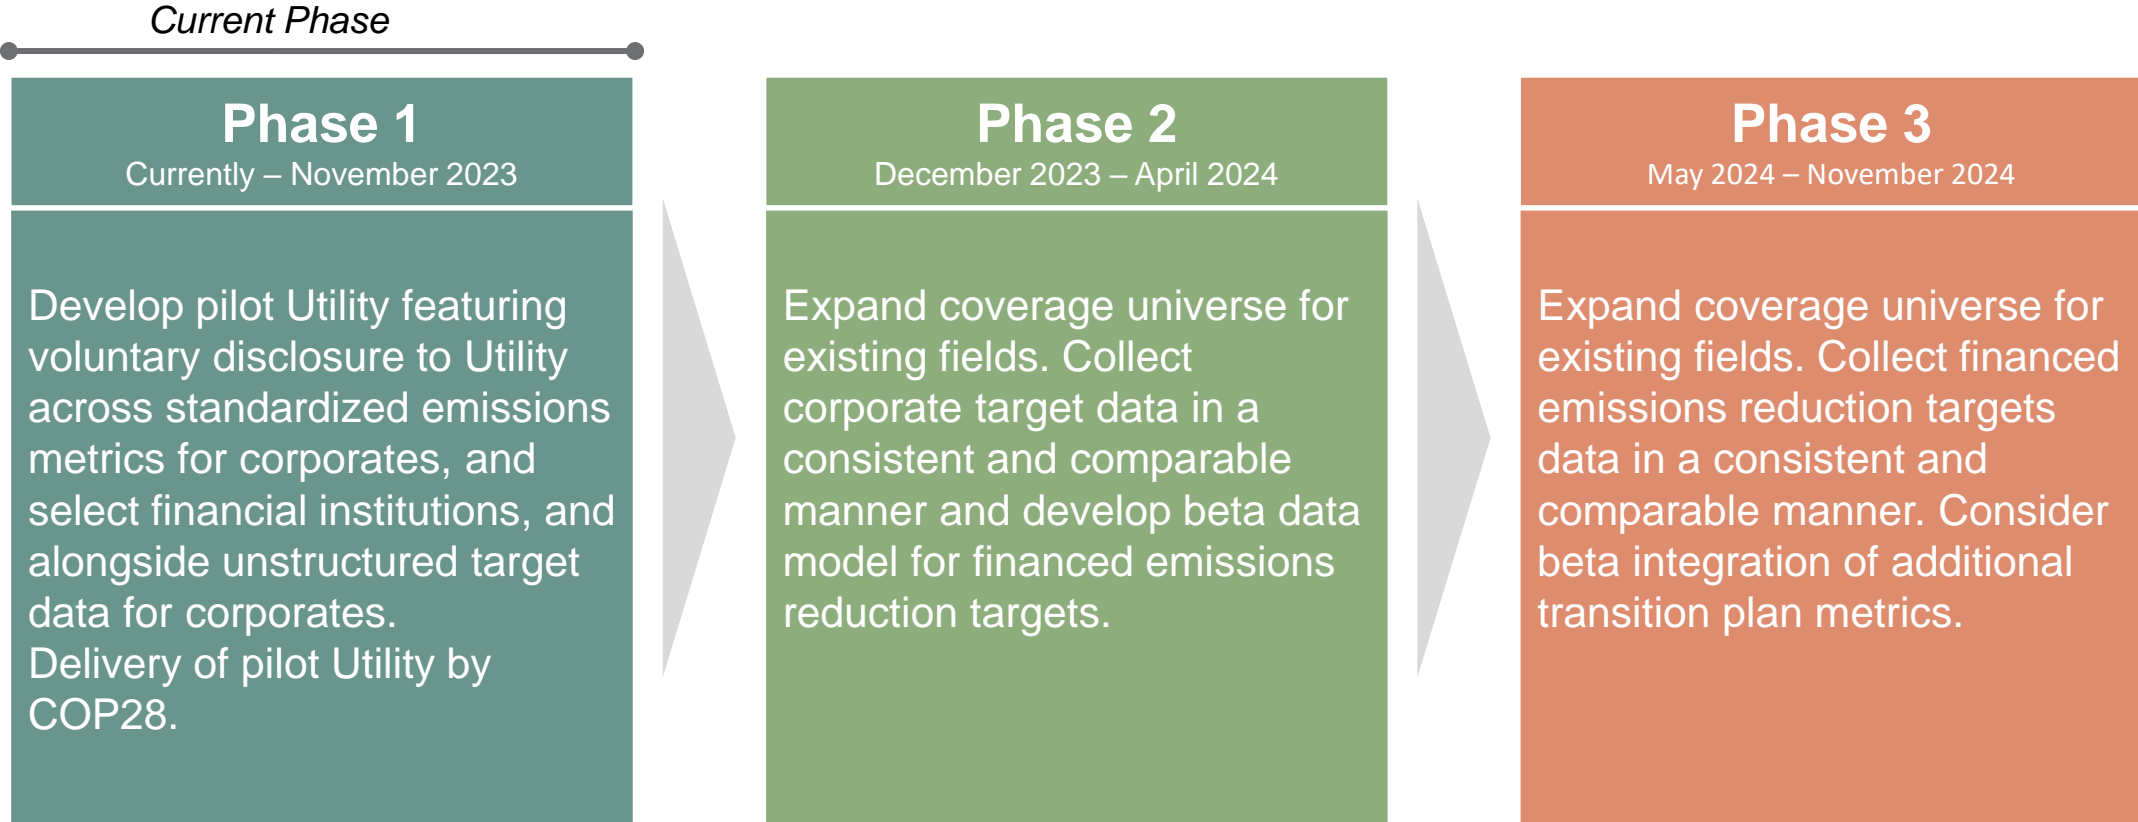 Current Phase
Phase 1
Currently – November 2023
Develop pilot Utility featuring
voluntary disclosure to Utility
across standardized emissions
metrics for corporates, and
select financial institutions, and
alongside unstructured target
data for corporates.
Delivery of pilot Utility by
COP28.
Phase 2
December 2023 – April 2024
Expand coverage universe for
existing fields. Collect
corporate target data in a
consistent and comparable
manner and develop beta data
model for financed emissions
reduction targets.
Phase 3
May 2024 – November 2024
Expand coverage universe for
existing fields. Collect financed
emissions reduction targets
data in a consistent and
comparable manner. Consider
beta integration of additional
transition plan metrics.